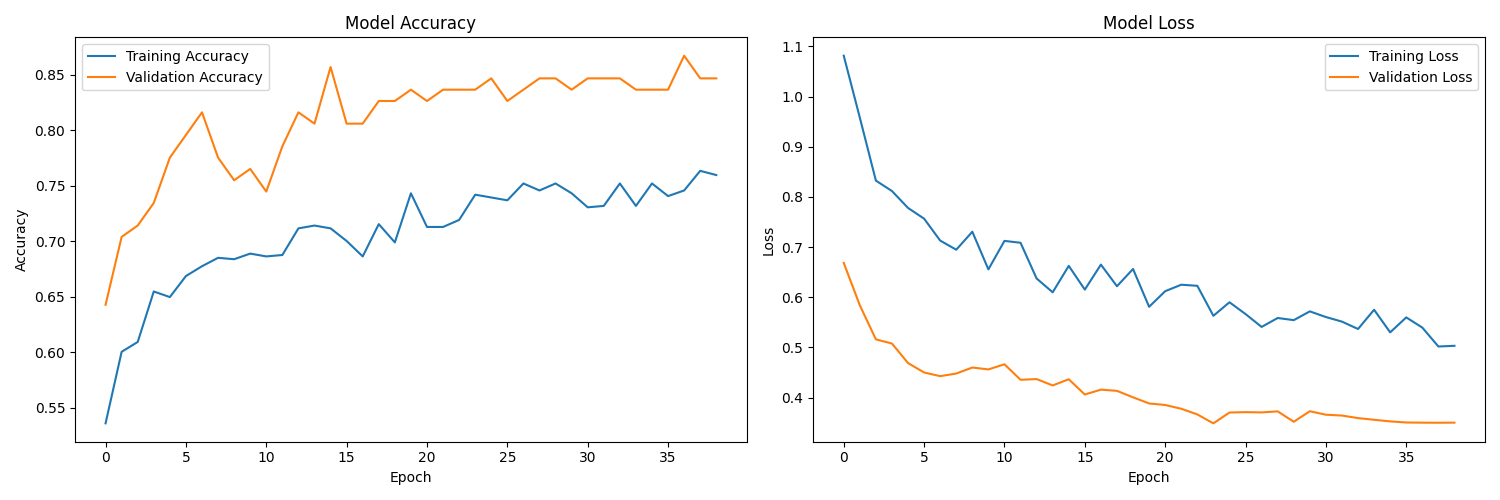 Model Accuracy
Training Accuracy
Validation Accuracy
0.85
0.80
0.75
0.70
0.65
0.60
0.55
Accuracy
0 5 10 15 20 25 30 35
Epoch
Model Loss
Training Loss
Validation Loss
1.1
1.0
0.9
0.8
0.7
0.6
0.5
0.4
Loss
0 5 10 15 20 25 30 35
Epoch